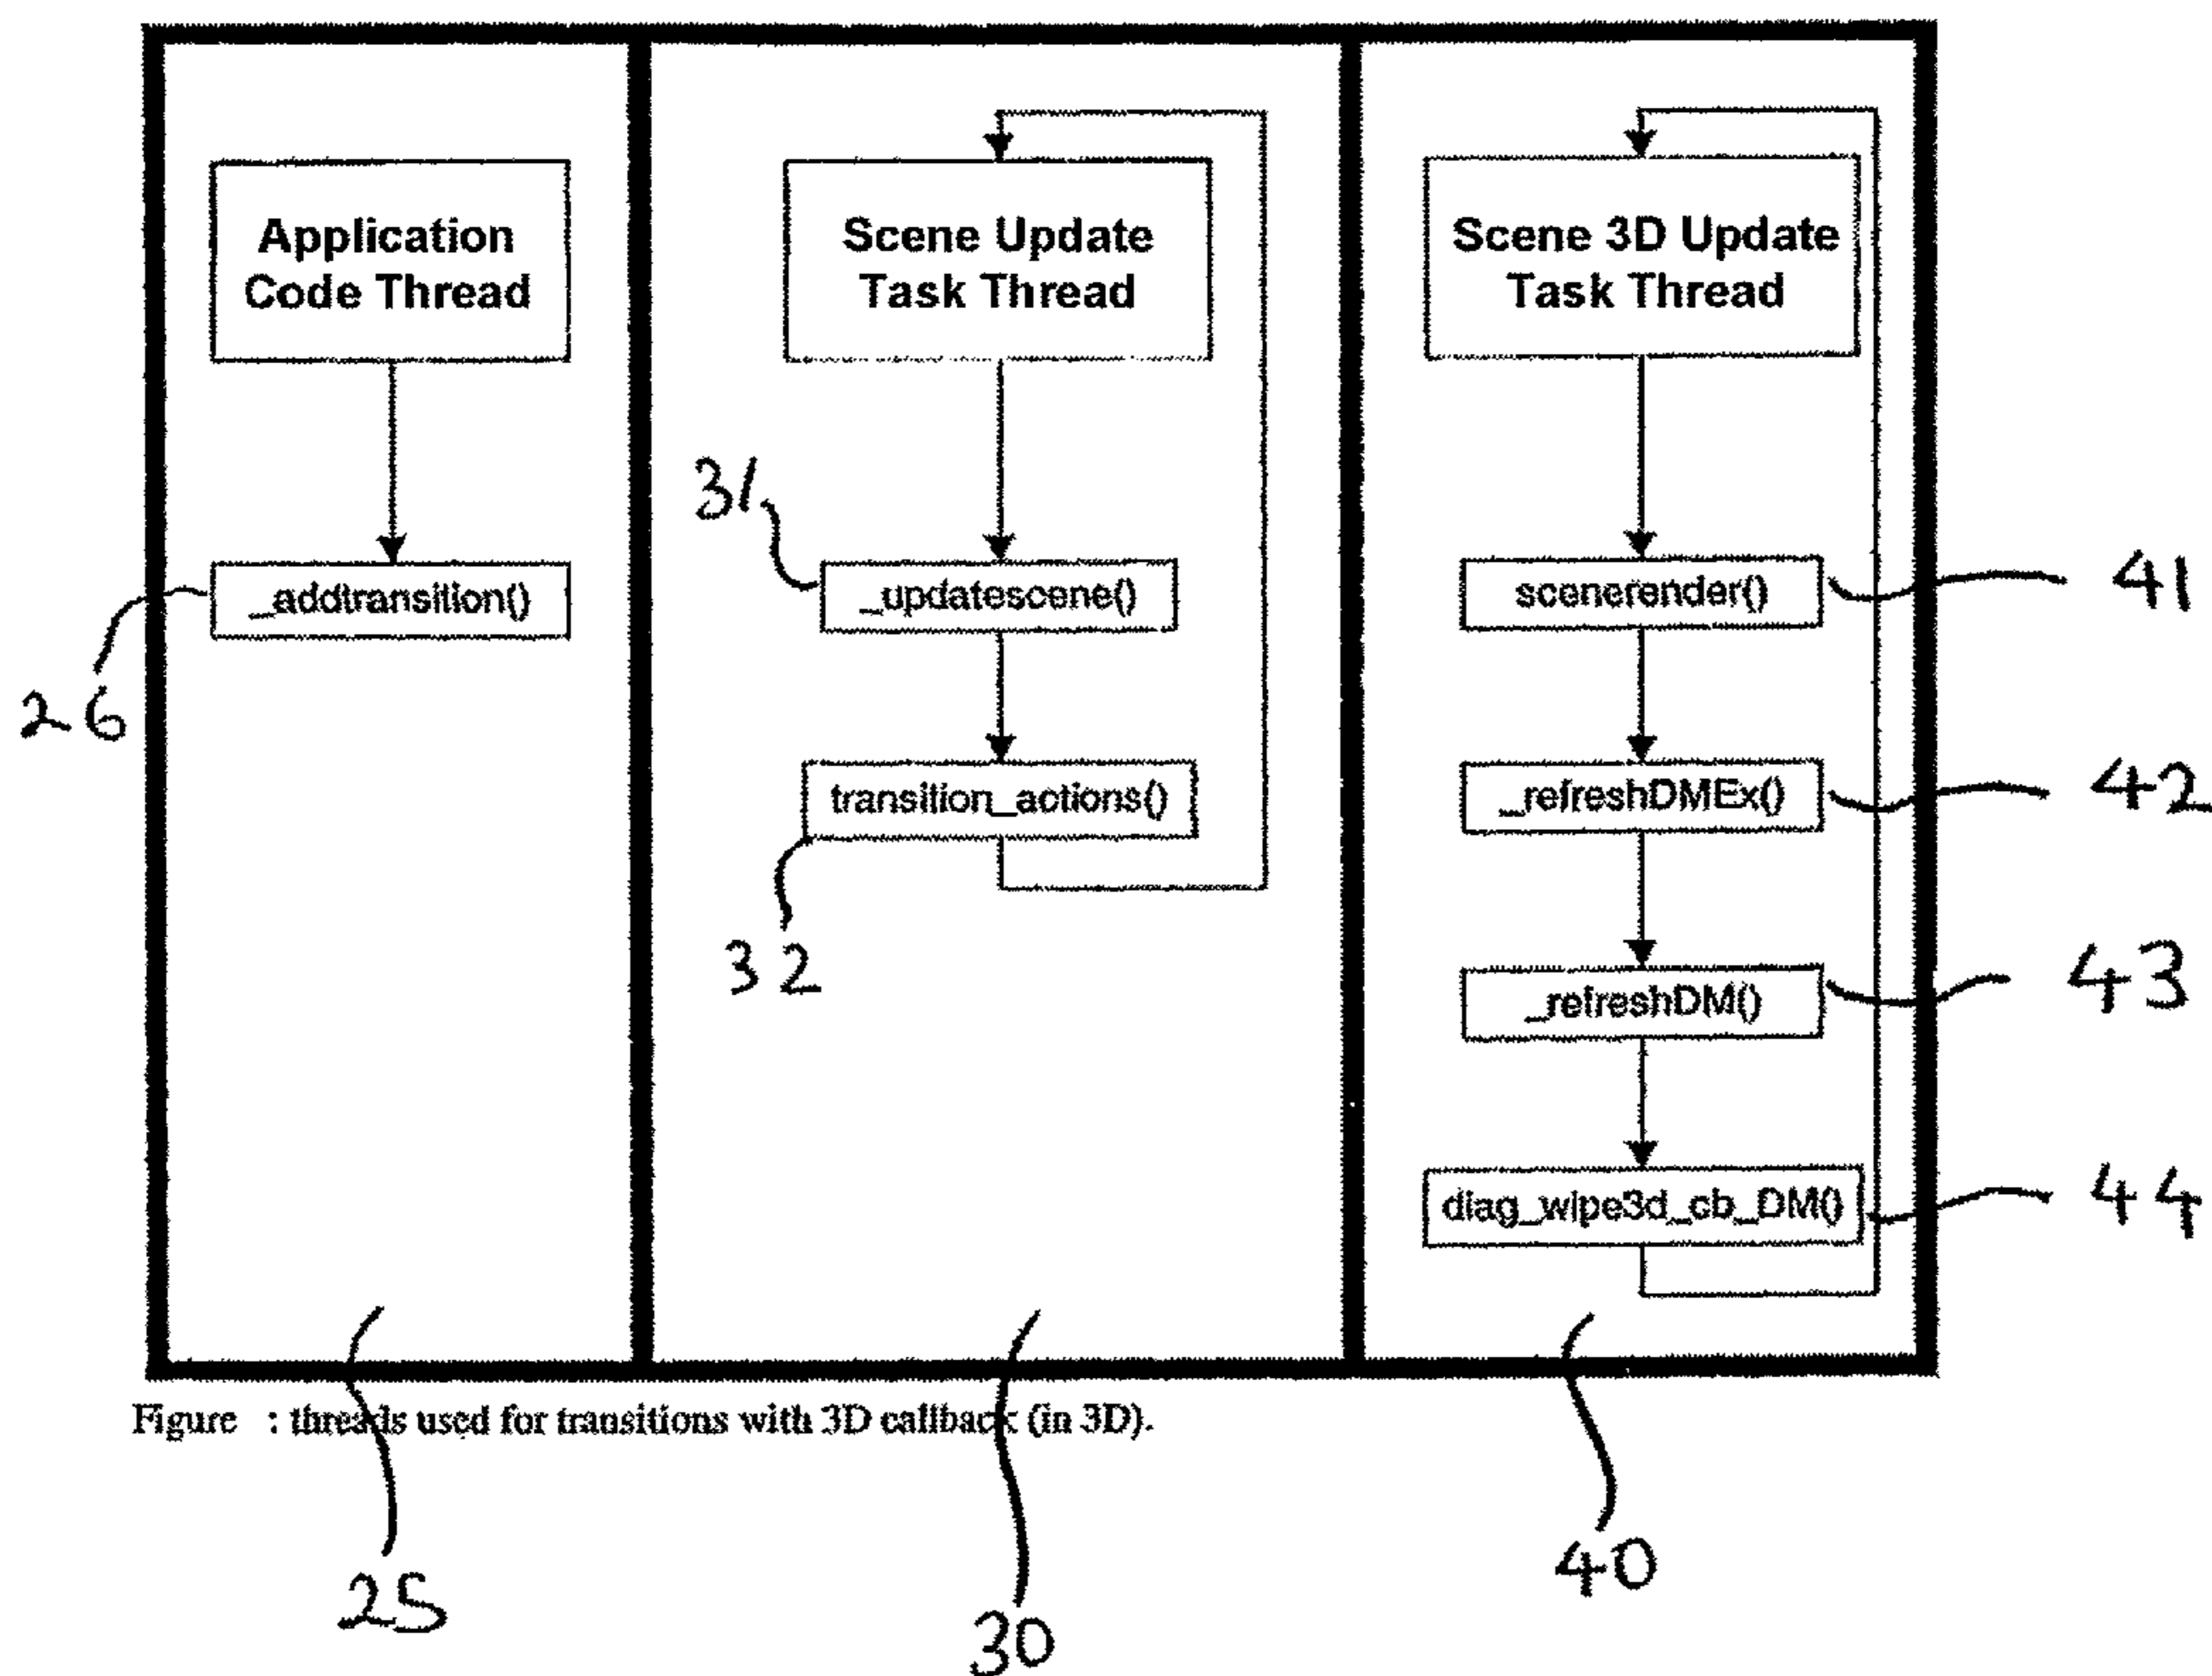 Application
Code Thread
_addtransition()
26
25
Scene Update
Task Thread
31
_updatescene()
transition_actions()
32
30
Scene 3D Update
Task Thread
scenerender()
41
_refreshDMEx()
42
_refreshDM()
43
diag_wipe3d_cb_DM()
44
40
Figure : threads used for transitions with 3D callback (in 3D).